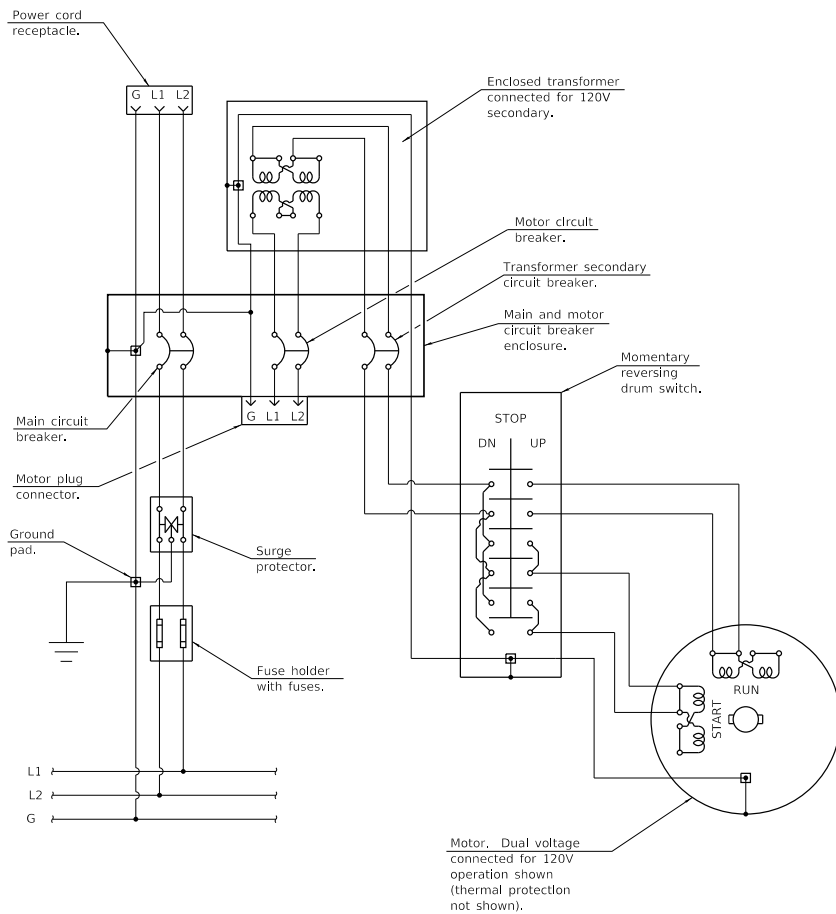 Power cord
receptacle.
G L1 L2
Enclosed transformer
connected for 120V
secondary.
Motor cIrcuit
breaker.
Transformer secondary
circuit breaker.
Main and motor
circuit breaker
enclosure.
Momentary
reversing
drum switch.
G L1 L2
STOP
DN UP
Main circuit
breaker.
Motor plug
connector.
Ground
pad.
Surge
protector.
Fuse holder
with fuses.
RUN
START
L1
L2
G
Motor. Dual voltage
connected for 120V
operation shown
(thermal protectIon
not shown).